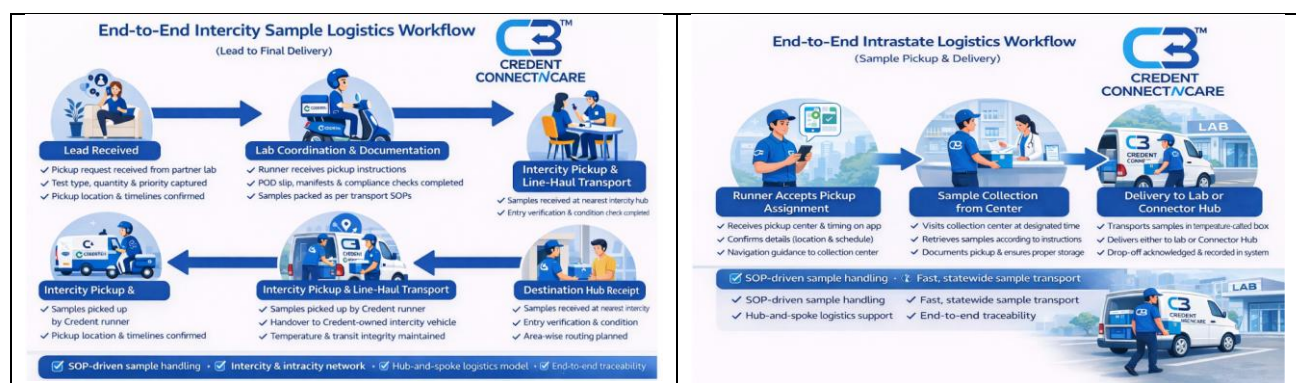 End-to-End Intercity Sample Logistics Workflow
(Lead to Final Delivery)
CB™
CREDENT
CONNECTNCARE
Lead Received
✓ Pickup request received from partner lab
✓ Test type, quantity & priority captured
✓ Pickup location & timelines confirmed
Lab Coordination & Documentation
✓ Runner receives pickup instructions
✓ POD slip, manifests & compliance checks completed
✓ Samples packed as per transport SOPs
Intercity Pickup &
Line-Haul Transport
✓ Samples received at nearest intercity hub
✓ Entry verification & condition check completed
Intercity Pickup &
✓ Samples picked up
by Credent runner
✓ Pickup location & timelines confirmed
Intercity Pickup & Line-Haul Transport
✓ Samples picked up by Credent runner
✓ Handover to Credent-owned intercity vehicle
✓ Temperature & transit integrity maintained
Destination Hub Receipt
✓ Samples received at nearest intercity
✓ Entry verification & condition
✓ Area-wise routing planned
SOP-driven sample handling • Intercity & intracity network • Hub-and-spoke logistics model • End-to-end traceability
End-to-End Intrastate Logistics Workflow
(Sample Pickup & Delivery)
CB™
CREDENT
CONNECTNCARE
LAB
CREDENT
Runner Accepts Pickup
Assignment
✓ Receives pickup center & timing on app
✓ Confirms details (location & schedule)
✓ Navigation guidance to collection center
Sample Collection
from Center
✓ Visits collection center at designated time
✓ Retrieves samples according to instructions
✓ Documents pickup & ensures proper storage
Delivery to Lab or
Connector Hub
✓ Transports samples in temperature-called box
✓ Delivers either to lab or Connector Hub
✓ Drop-off acknowledged & recorded in system
SOP-driven sample handling • Fast, statewide sample transport
✓ SOP-driven sample handling ✓ Fast, statewide sample transport
✓ Hub-and-spoke logistics support ✓ End-to-end traceability
LAB
CREDENT